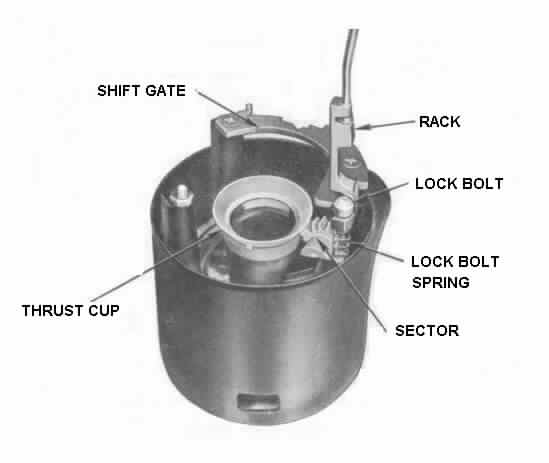 SHIFT GATE
RACK
LOCK BOLT
LOCK BOLT
SPRING
THRUST CUP
SECTOR